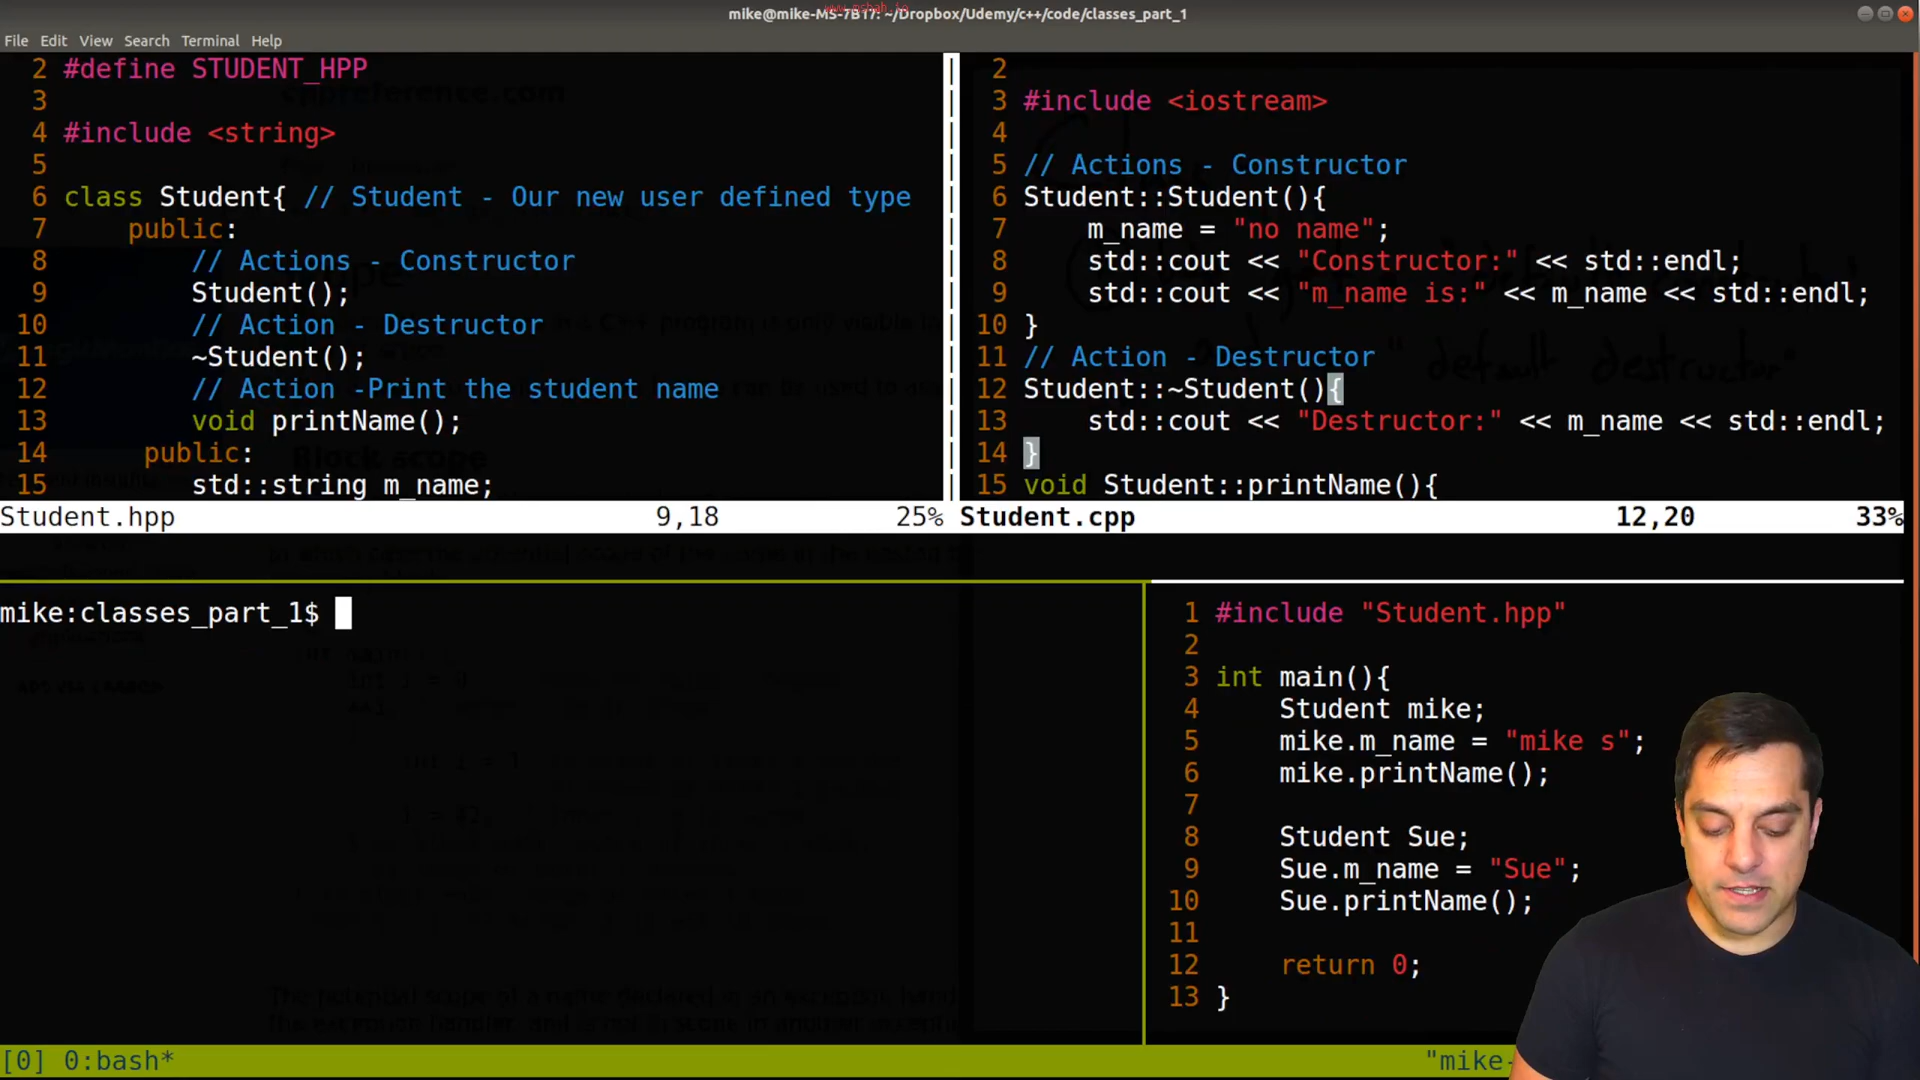 www.mshah.io
mike@mike-MS-7B17: ~/Dropbox/Udemy/c++/code/classes_part_1
File Edit View Search Terminal Help
2 #define STUDENT_HPP
3
4 #include <string>
5
6 class Student{ // Student - Our new user defined type
7 public:
8 // Actions - Constructor
9 Student();
10 // Action - Destructor
11 ~Student();
12 // Action -Print the student name
13 void printName();
14 public:
15 std::string m_name;
Student.hpp 9,18 25%
2
3 #include <iostream>
4
5 // Actions - Constructor
6 Student::Student(){
7 m_name = "no name";
8 std::cout << "Constructor:" << std::endl;
9 std::cout << "m_name is:" << m_name << std::endl;
10 }
11 // Action - Destructor
12 Student::~Student(){
13 std::cout << "Destructor:" << m_name << std::endl;
14 }
15 void Student::printName(){
Student.cpp 12,20 33%
mike:classes_part_1$
1 #include "Student.hpp"
2
3 int main(){
4 Student mike;
5 mike.m_name = "mike s";
6 mike.printName();
7
8 Student Sue;
9 Sue.m_name = "Sue";
10 Sue.printName();
11
12 return 0;
13 }
[0] 0:bash* "mike-